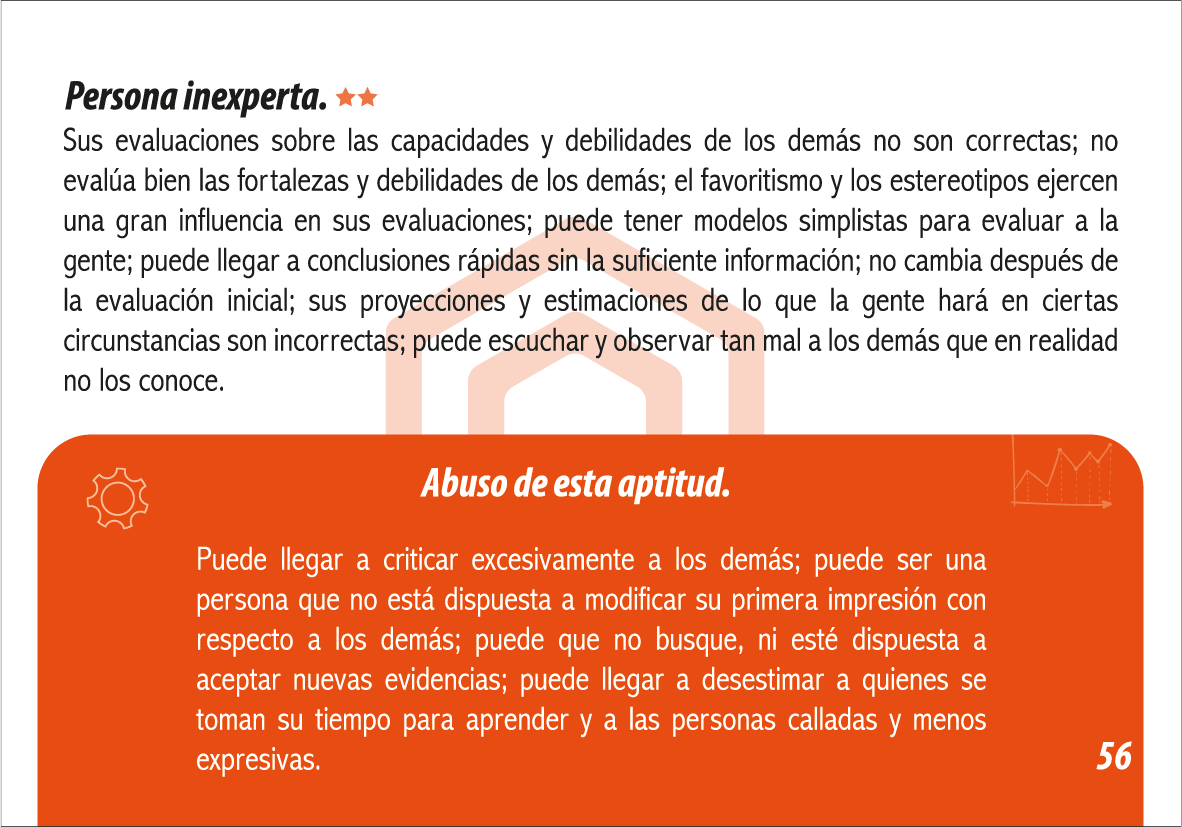 Persona inexperta.
Sus evaluaciones sobre las capacidades y debilidades de los demás no son correctas; no
evalúa bien las fortalezas y debilidades de los demás; el favoritismo y los estereotipos ejercen
una gran influencia en sus evaluaciones; puede tener modelos simplistas para evaluar a la
gente; puede llegar a conclusiones rápidas sin la suficiente información; no cambia después de
la evaluación inicial; sus proyecciones y estimaciones de lo que la gente hará en ciertas
circunstancias son incorrectas; puede escuchar y observar tan mal a los demás que en realidad
no los conoce.
Abuso de esta aptitud.
Puede llegar a criticar excesivamente a los demás; puede ser una
persona que no está dispuesta a modificar su primera impresión con
respecto a los demás; puede que no busque, ni esté dispuesta a
aceptar nuevas evidencias; puede llegar a desestimar a quienes se
toman su tiempo para aprender y a las personas calladas y menos
expresivas.
56